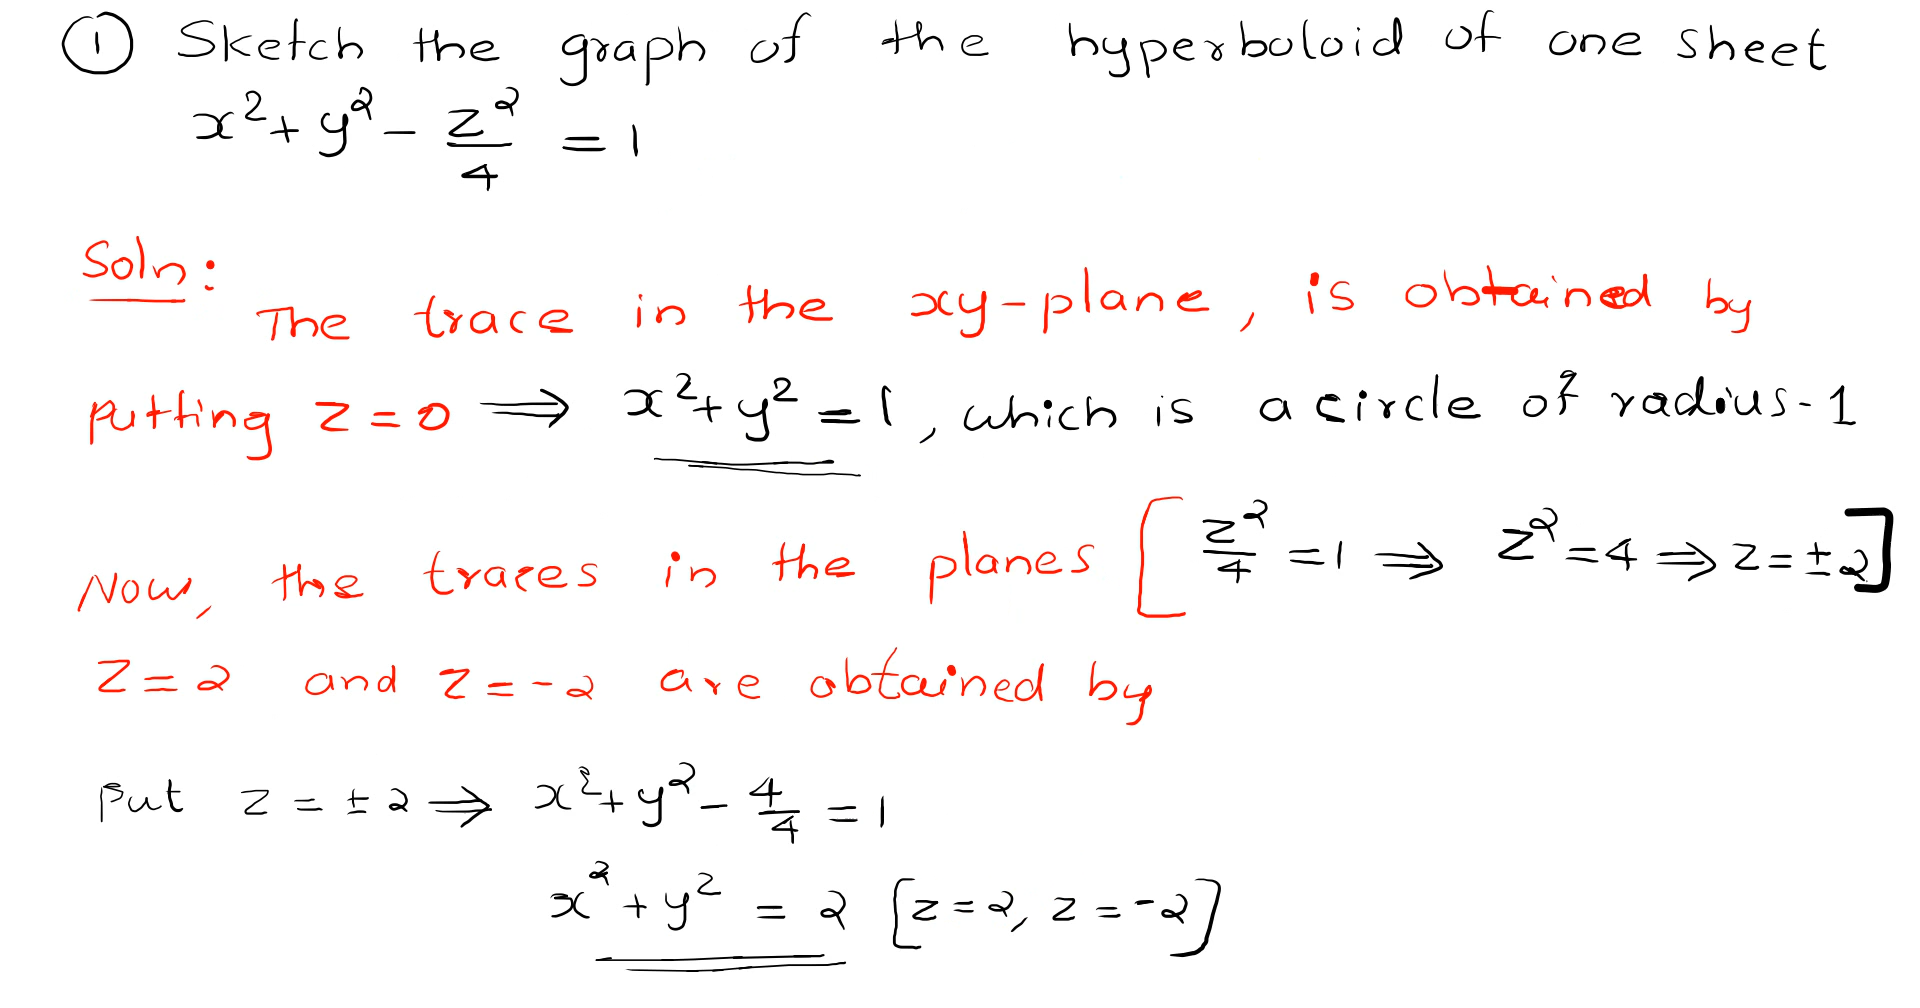 ① Sketch the graph of the hyperboloid of one sheet
x² + y² - z²/4 = 1
Soln:
The trace in the xy-plane, is obtained by
putting z = 0 ⟹ x² + y² = 1, which is a circle of radius-1
Now, the traces in the planes [z²/4 = 1 ⟹ z² = 4 ⟹ z = ±2]
z = 2 and z = -2 are obtained by
Put z = ±2 ⟹ x² + y² - 4/4 = 1
x² + y² = 2 [z = 2, z = -2]